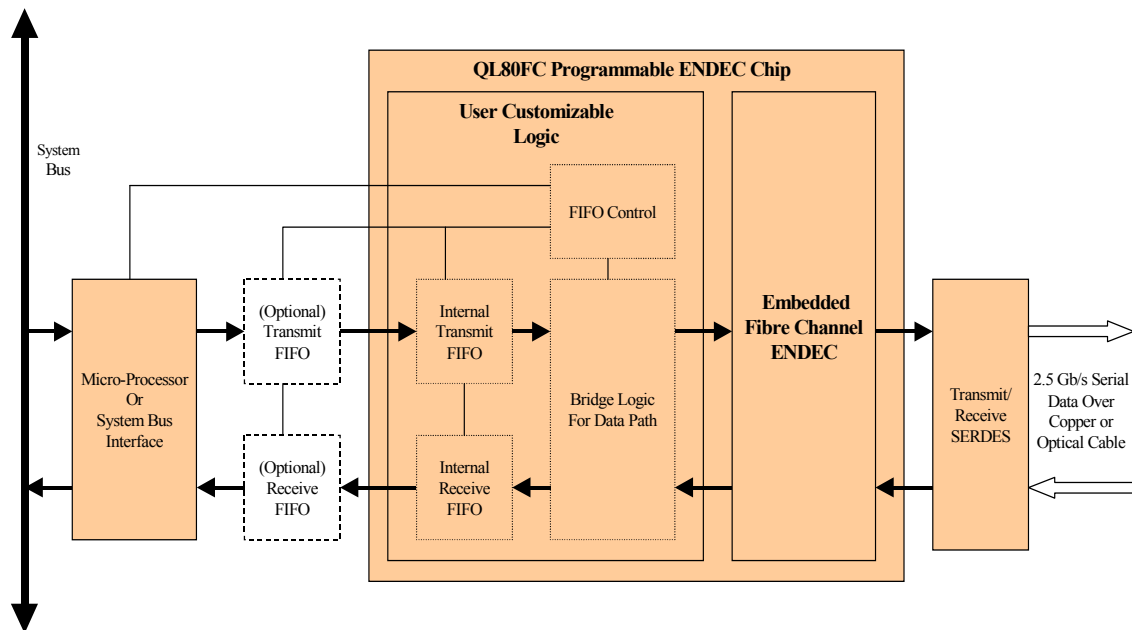 QL80FC Programmable ENDEC Chip
User Customizable
Logic
System
Bus
FIFO Control
(Optional)
Transmit
FIFO
Internal
Transmit
FIFO
Embedded
Fibre Channel
ENDEC
Micro-Processor
Or
System Bus
Interface
Bridge Logic
For Data Path
Transmit/
Receive
SERDES
2.5 Gb/s Serial
Data Over
Copper or
Optical Cable
(Optional)
Receive
FIFO
Internal
Receive
FIFO